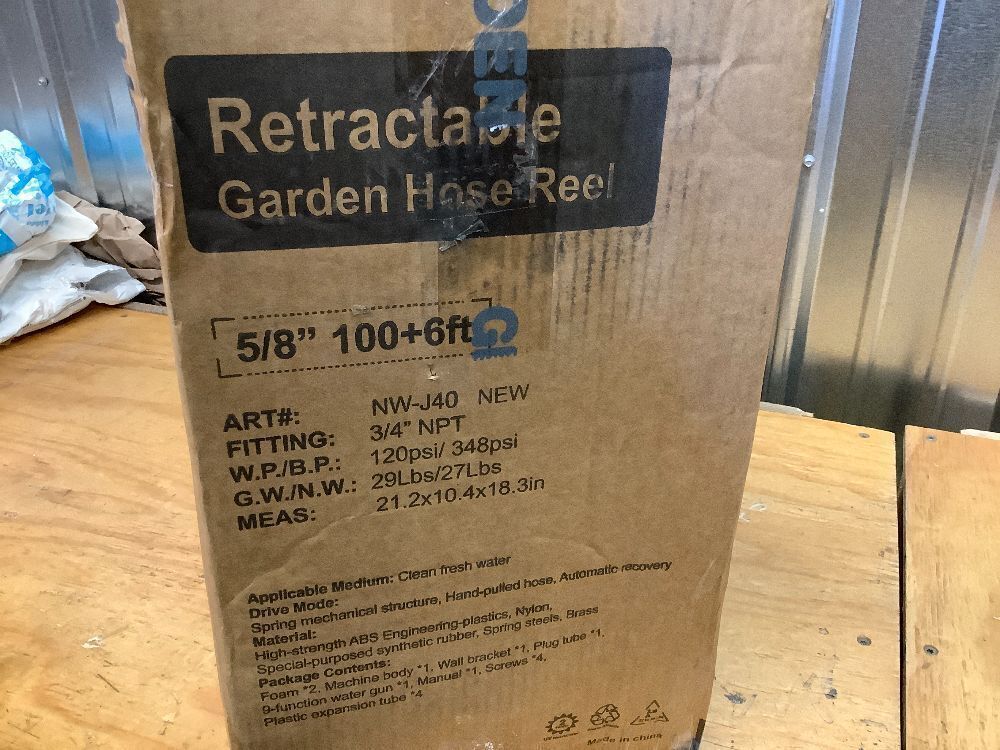 DEN
Retractable
Garden Hose Reel
5/8” 100+6ft
GI
ART#: NW-J40 NEW
FITTING: 3/4” NPT
W.P./B.P.: 120psi/ 348psi
G.W./N.W.: 29Lbs/27Lbs
MEAS: 21.2x10.4x18.3in
Applicable Medium: Clean fresh water
Drive Mode:
Spring mechanical structure, Hand-pulled hose, Automatic recovery
Material:
High-strength ABS Engineering-plastics, Nylon,
Special-purposed synthetic rubber, Spring steels, Brass
Package Contents:
Foam *2, Machine body *1, Wall bracket *1, Plug tube *1,
9-function water gun *1, Manual *1, Screws *4,
Plastic expansion tube *4
Made in china